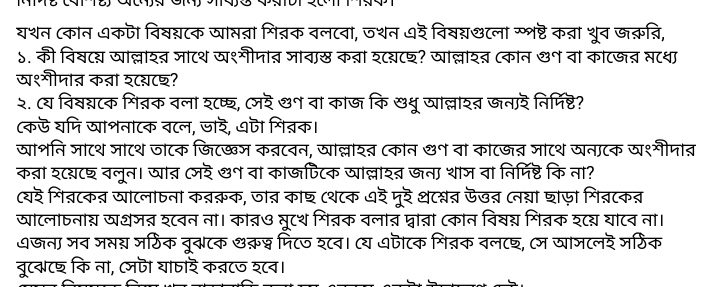 যখন কোন একটা বিষয়কে আমরা শিরক বলবো, তখন এই বিষয়গুলো স্পষ্ট করা খুব জরুরি,
১. কী বিষয়ে আল্লাহর সাথে অংশীদার সাব্যস্ত করা হয়েছে? আল্লাহর কোন গুণ বা কাজের মধ্যে
অংশীদার করা হয়েছে?
২. যে বিষয়কে শিরক বলা হচ্ছে, সেই গুণ বা কাজ কি শুধু আল্লাহর জন্যই নির্দিষ্ট?
কেউ যদি আপনাকে বলে, ভাই, এটা শিরক।
আপনি সাথে সাথে তাকে জিজ্ঞেস করবেন, আল্লাহর কোন গুণ বা কাজের সাথে অন্যকে অংশীদার
করা হয়েছে বলুন। আর সেই গুণ বা কাজটিকে আল্লাহর জন্য খাস বা নির্দিষ্ট কি না?
যেই শিরকের আলোচনা করুক, তার কাছ থেকে এই দুই প্রশ্নের উত্তর নেয়া ছাড়া শিরকের
আলোচনায় অগ্রসর হবেন না। কারও মুখে শিরক বলার দ্বারা কোন বিষয় শিরক হয়ে যাবে না।
এজন্য সব সময় সঠিক বুঝকে গুরুত্ব দিতে হবে। যে এটাকে শিরক বলছে, সে আসলেই সঠিক
বুঝেছে কি না, সেটা যাচাই করতে হবে।